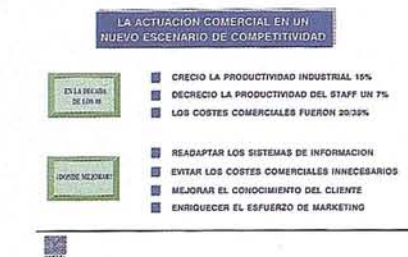 LA ACTUACION COMERCIAL EN UN
NUEVO ESCENARIO DE COMPETITIVIDAD
EN LA DECADA
DE LOS 80
CRECIO LA PRODUCTIVIDAD INDUSTRIAL 15%
DECRECIO LA PRODUCTIVIDAD DEL STAFF UN 7%
LOS COSTES COMERCIALES FUERON 20/35%
¿DONDE MEJORAR?
READAPTAR LOS SISTEMAS DE INFORMACION
EVITAR LOS COSTES COMERCIALES INNECESARIOS
MEJORAR EL CONOCIMIENTO DEL CLIENTE
ENRIQUECER EL ESFUERZO DE MARKETING